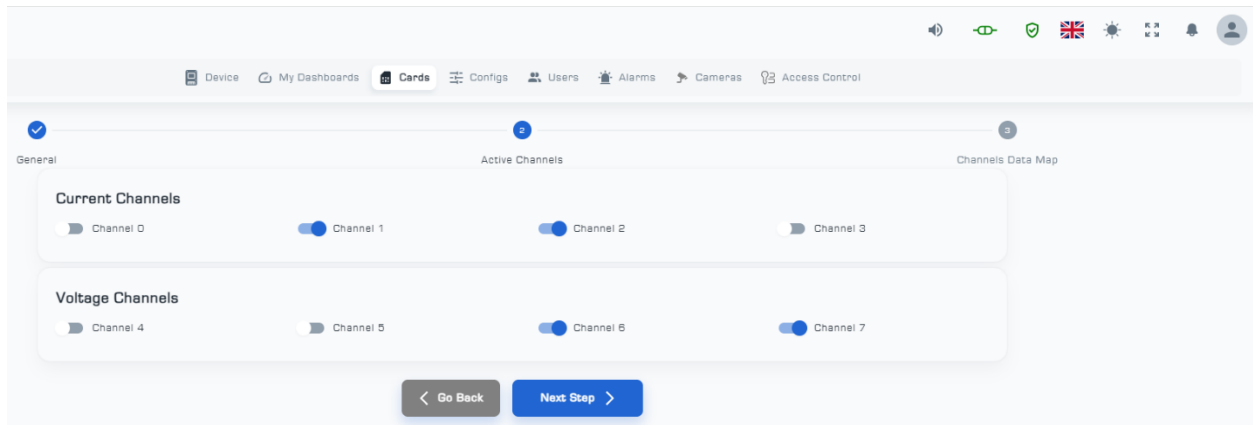 Device My Dashboards Cards Configs Users Alarms Cameras Access Control
2 3
General Active Channels Channels Data Map
Current Channels
Channel 0 Channel 1 Channel 2 Channel 3
Voltage Channels
Channel 4 Channel 5 Channel 6 Channel 7
Go Back Next Step